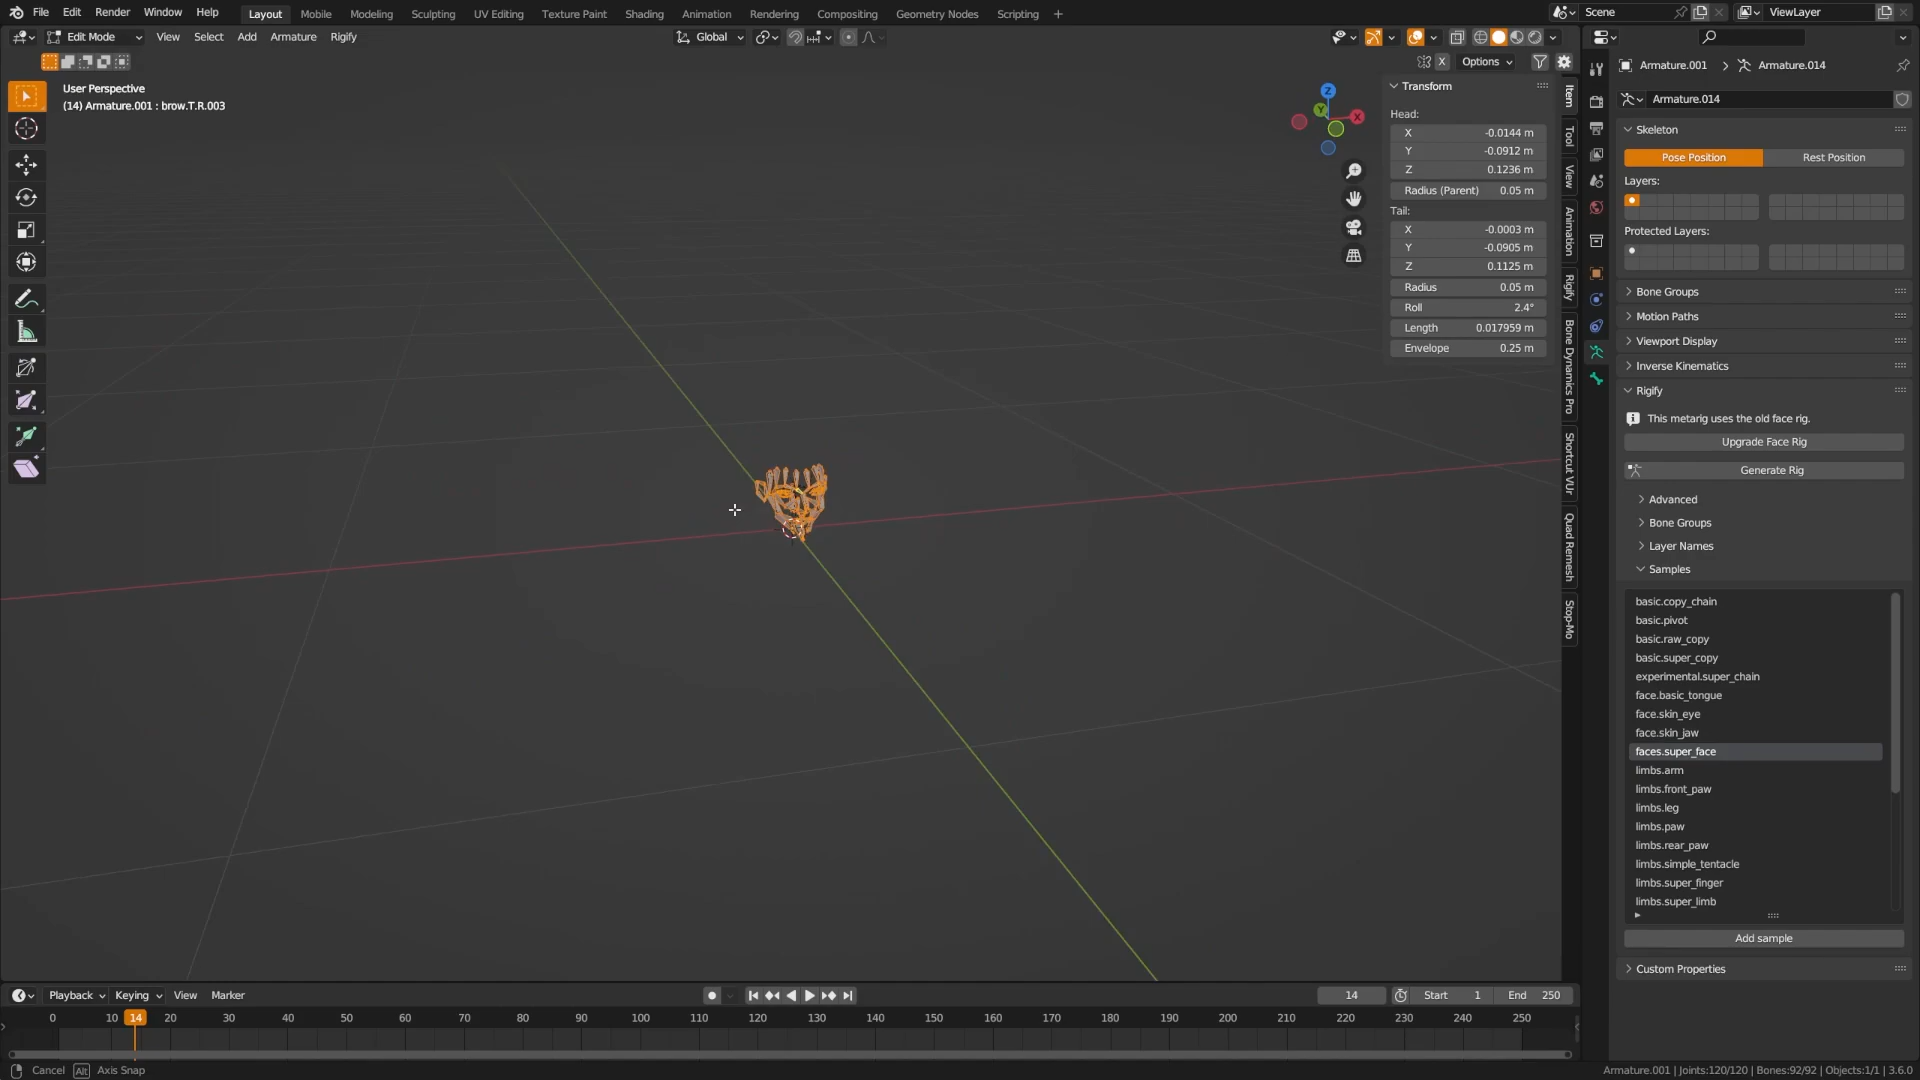 File Edit Render Window Help Layout Mobile Modeling Sculpting UV Editing Texture Paint Shading Animation Rendering Compositing Geometry Nodes Scripting + Scene ViewLayer
Edit Mode View Select Add Armature Rigify Global
X Options
User Perspective
(14) Armature.001 : brow.T.R.003
Z
Y
X
Transform
Head:
X -0.0144 m
Y -0.0912 m
Z 0.1236 m
Radius (Parent) 0.05 m
Tail:
X -0.0003 m
Y -0.0905 m
Z 0.1125 m
Radius 0.05 m
Roll 2.4°
Length 0.017959 m
Envelope 0.25 m
Item
Tool
View
Animation
Rigify
Bone Dynamics Pro
Shortcut VUr
Quad Remesh
Stop-Mo
Armature.001 Armature.014
Armature.014
Skeleton
Pose Position Rest Position
Layers:
Protected Layers:
Bone Groups
Motion Paths
Viewport Display
Inverse Kinematics
Rigify
This metarig uses the old face rig.
Upgrade Face Rig
Generate Rig
Advanced
Bone Groups
Layer Names
Samples
basic.copy_chain
basic.pivot
basic.raw_copy
basic.super_copy
experimental.super_chain
face.basic_tongue
face.skin_eye
face.skin_jaw
faces.super_face
limbs.arm
limbs.front_paw
limbs.leg
limbs.paw
limbs.rear_paw
limbs.simple_tentacle
limbs.super_finger
limbs.super_limb
Add sample
Custom Properties
Playback Keying View Marker 14 Start 1 End 250
0 10 14 20 30 40 50 60 70 80 90 100 110 120 130 140 150 160 170 180 190 200 210 220 230 240 250
Cancel Alt Axis Snap Armature.001 | Joints:120/120 | Bones:92/92 | Objects:1/1 | 3.6.0